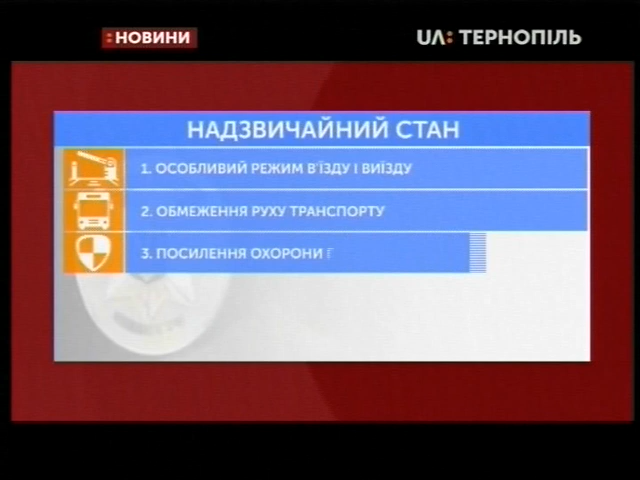 :НОВИНИ
UA: ТЕРНОПІЛЬ
НАДЗВИЧАЙНИЙ СТАН
1. ОСОБЛИВИЙ РЕЖИМ В'ЇЗДУ І ВИЇЗДУ
2. ОБМЕЖЕННЯ РУХУ ТРАНСПОРТУ
3. ПОСИЛЕННЯ ОХОРОНИ